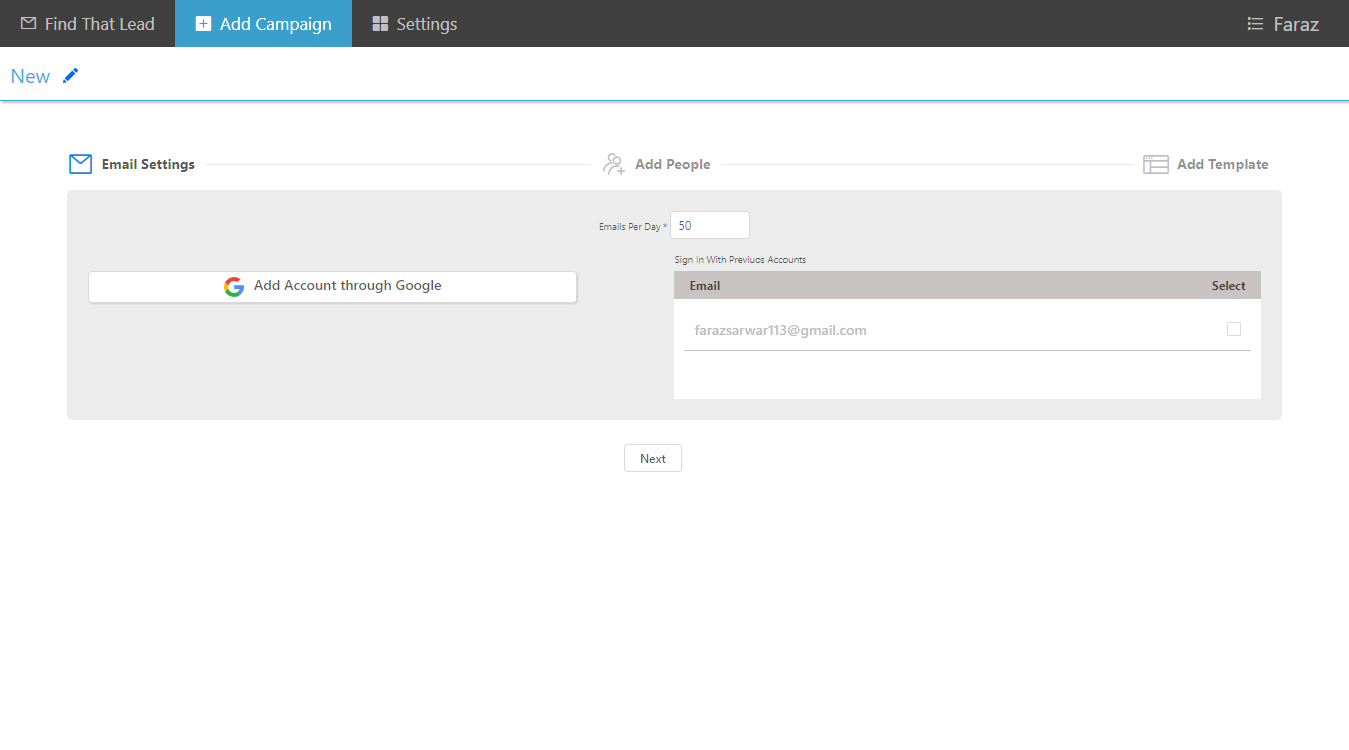 Find That Lead
Add Campaign
Settings
Faraz
New
Email Settings
Add People
Add Template
Emails Per Day * 50
Sign In With Previuos Accounts
Add Account through Google
Email Select
farazsarwar113@gmail.com
Next